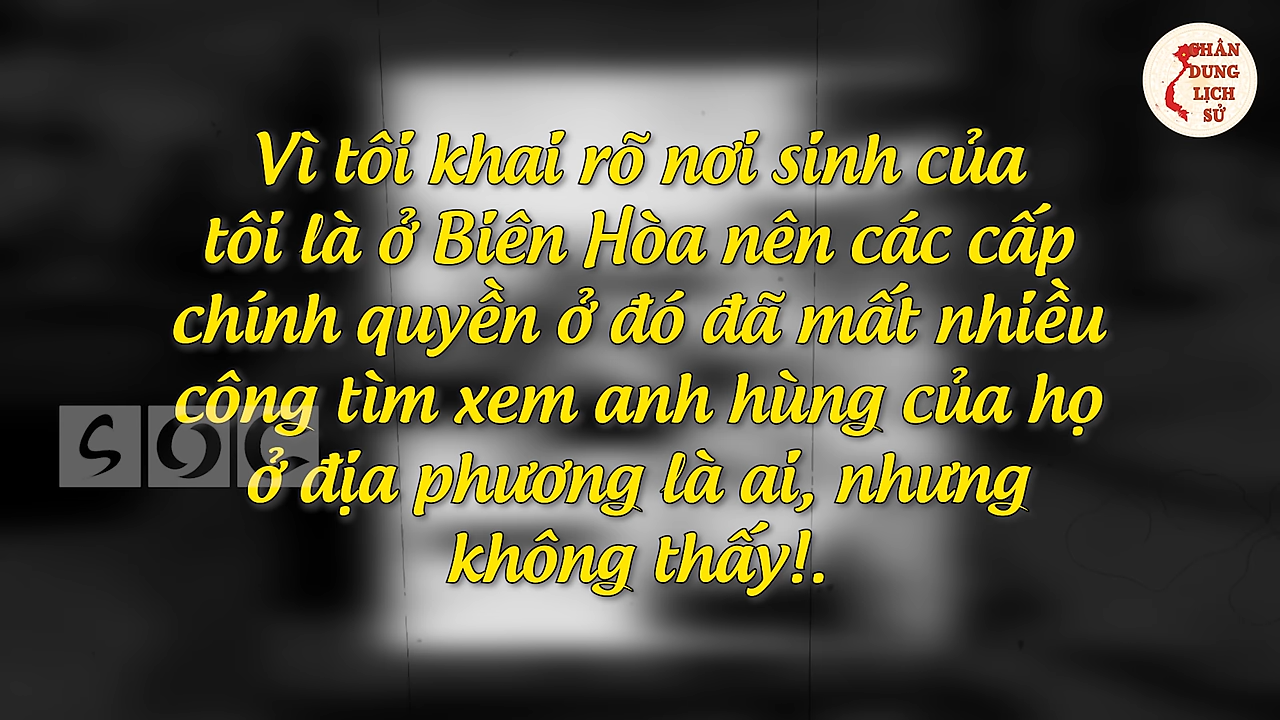 CHÂN
DUNG
LỊCH
SỬ
Vì tôi khai rõ nơi sinh của
tôi là ở Biên Hòa nên các cấp
chính quyền ở đó đã mất nhiều
công tìm xem anh hùng của họ
ở địa phương là ai, nhưng
không thấy!.